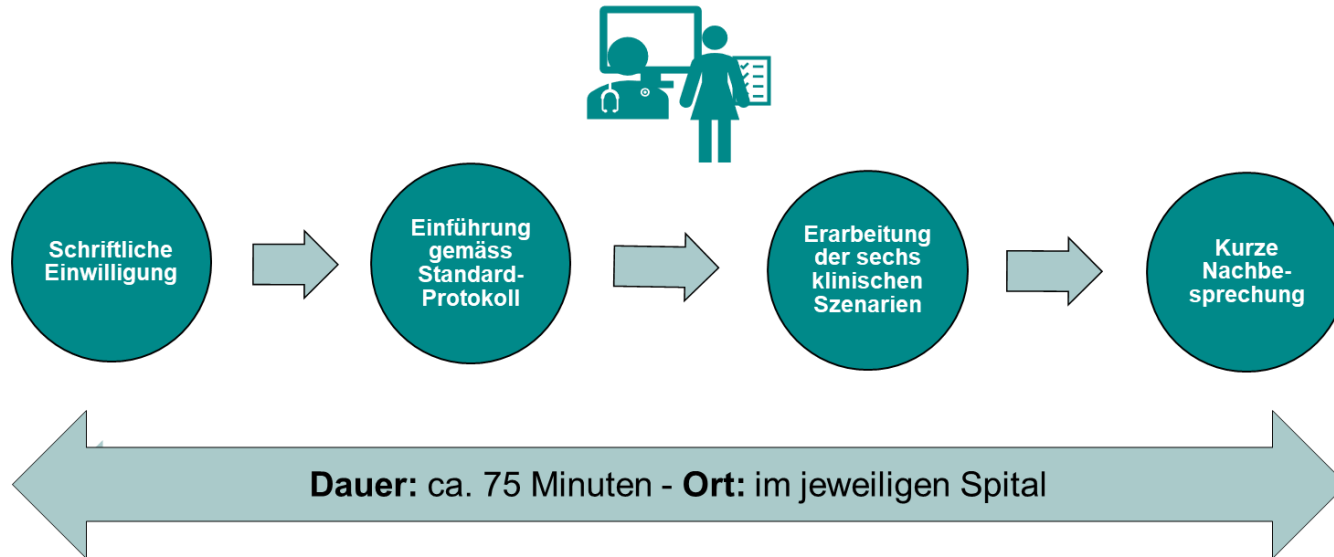 Schriftliche
Einwilligung
Einführung
gemäss
Standard-
Protokoll
Erarbeitung
der sechs
klinischen
Szenarien
Kurze
Nachbe-
sprechung
Dauer: ca. 75 Minuten - Ort: im jeweiligen Spital